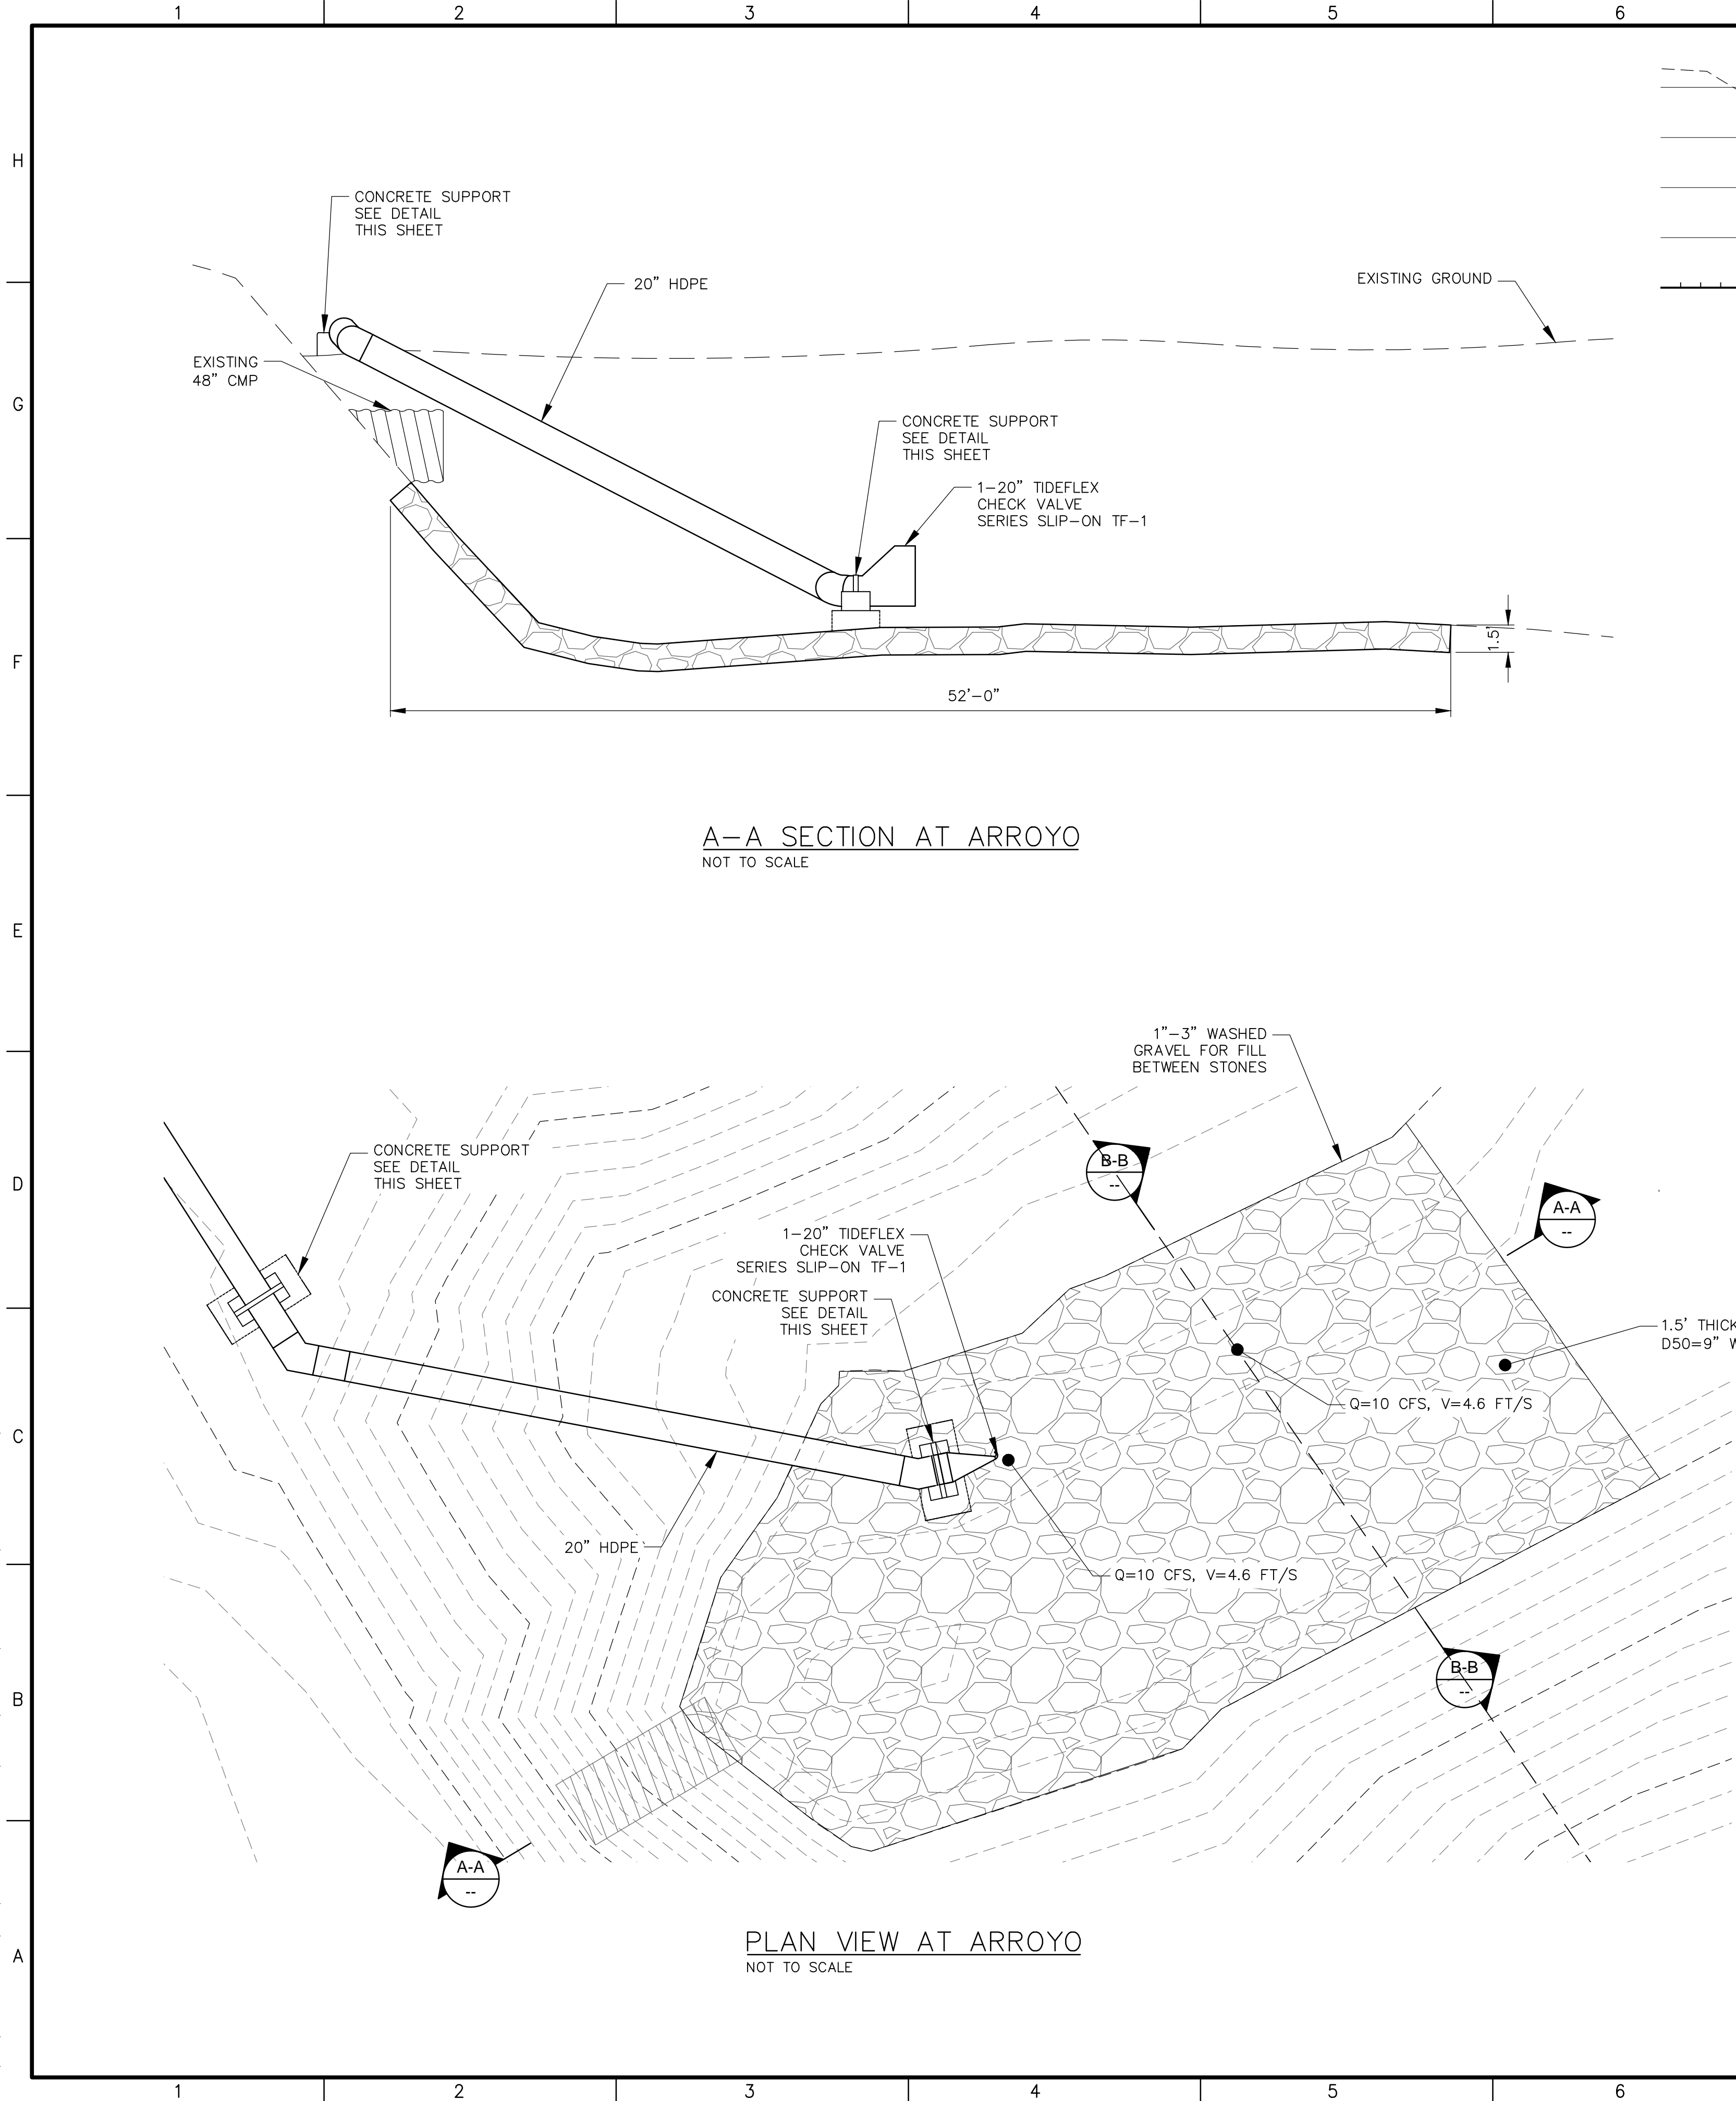 1 2 3 4 5 6
H
CONCRETE SUPPORT
SEE DETAIL
THIS SHEET
20” HDPE
EXISTING GROUND
EXISTING
48” CMP
G
CONCRETE SUPPORT
SEE DETAIL
THIS SHEET
1-20” TIDEFLEX
CHECK VALVE
SERIES SLIP-ON TF-1
F
1.5'
52'-0”
A-A SECTION AT ARROYO
NOT TO SCALE
E
1”-3” WASHED
GRAVEL FOR FILL
BETWEEN STONES
D
CONCRETE SUPPORT
SEE DETAIL
THIS SHEET
B-B
--
A-A
--
1-20” TIDEFLEX
CHECK VALVE
SERIES SLIP-ON TF-1
CONCRETE SUPPORT
SEE DETAIL
THIS SHEET
1.5' THICK
D50=9” W
C
Q=10 CFS, V=4.6 FT/S
20” HDPE
Q=10 CFS, V=4.6 FT/S
B
B-B
--
A-A
--
PLAN VIEW AT ARROYO
NOT TO SCALE
A
1 2 3 4 5 6